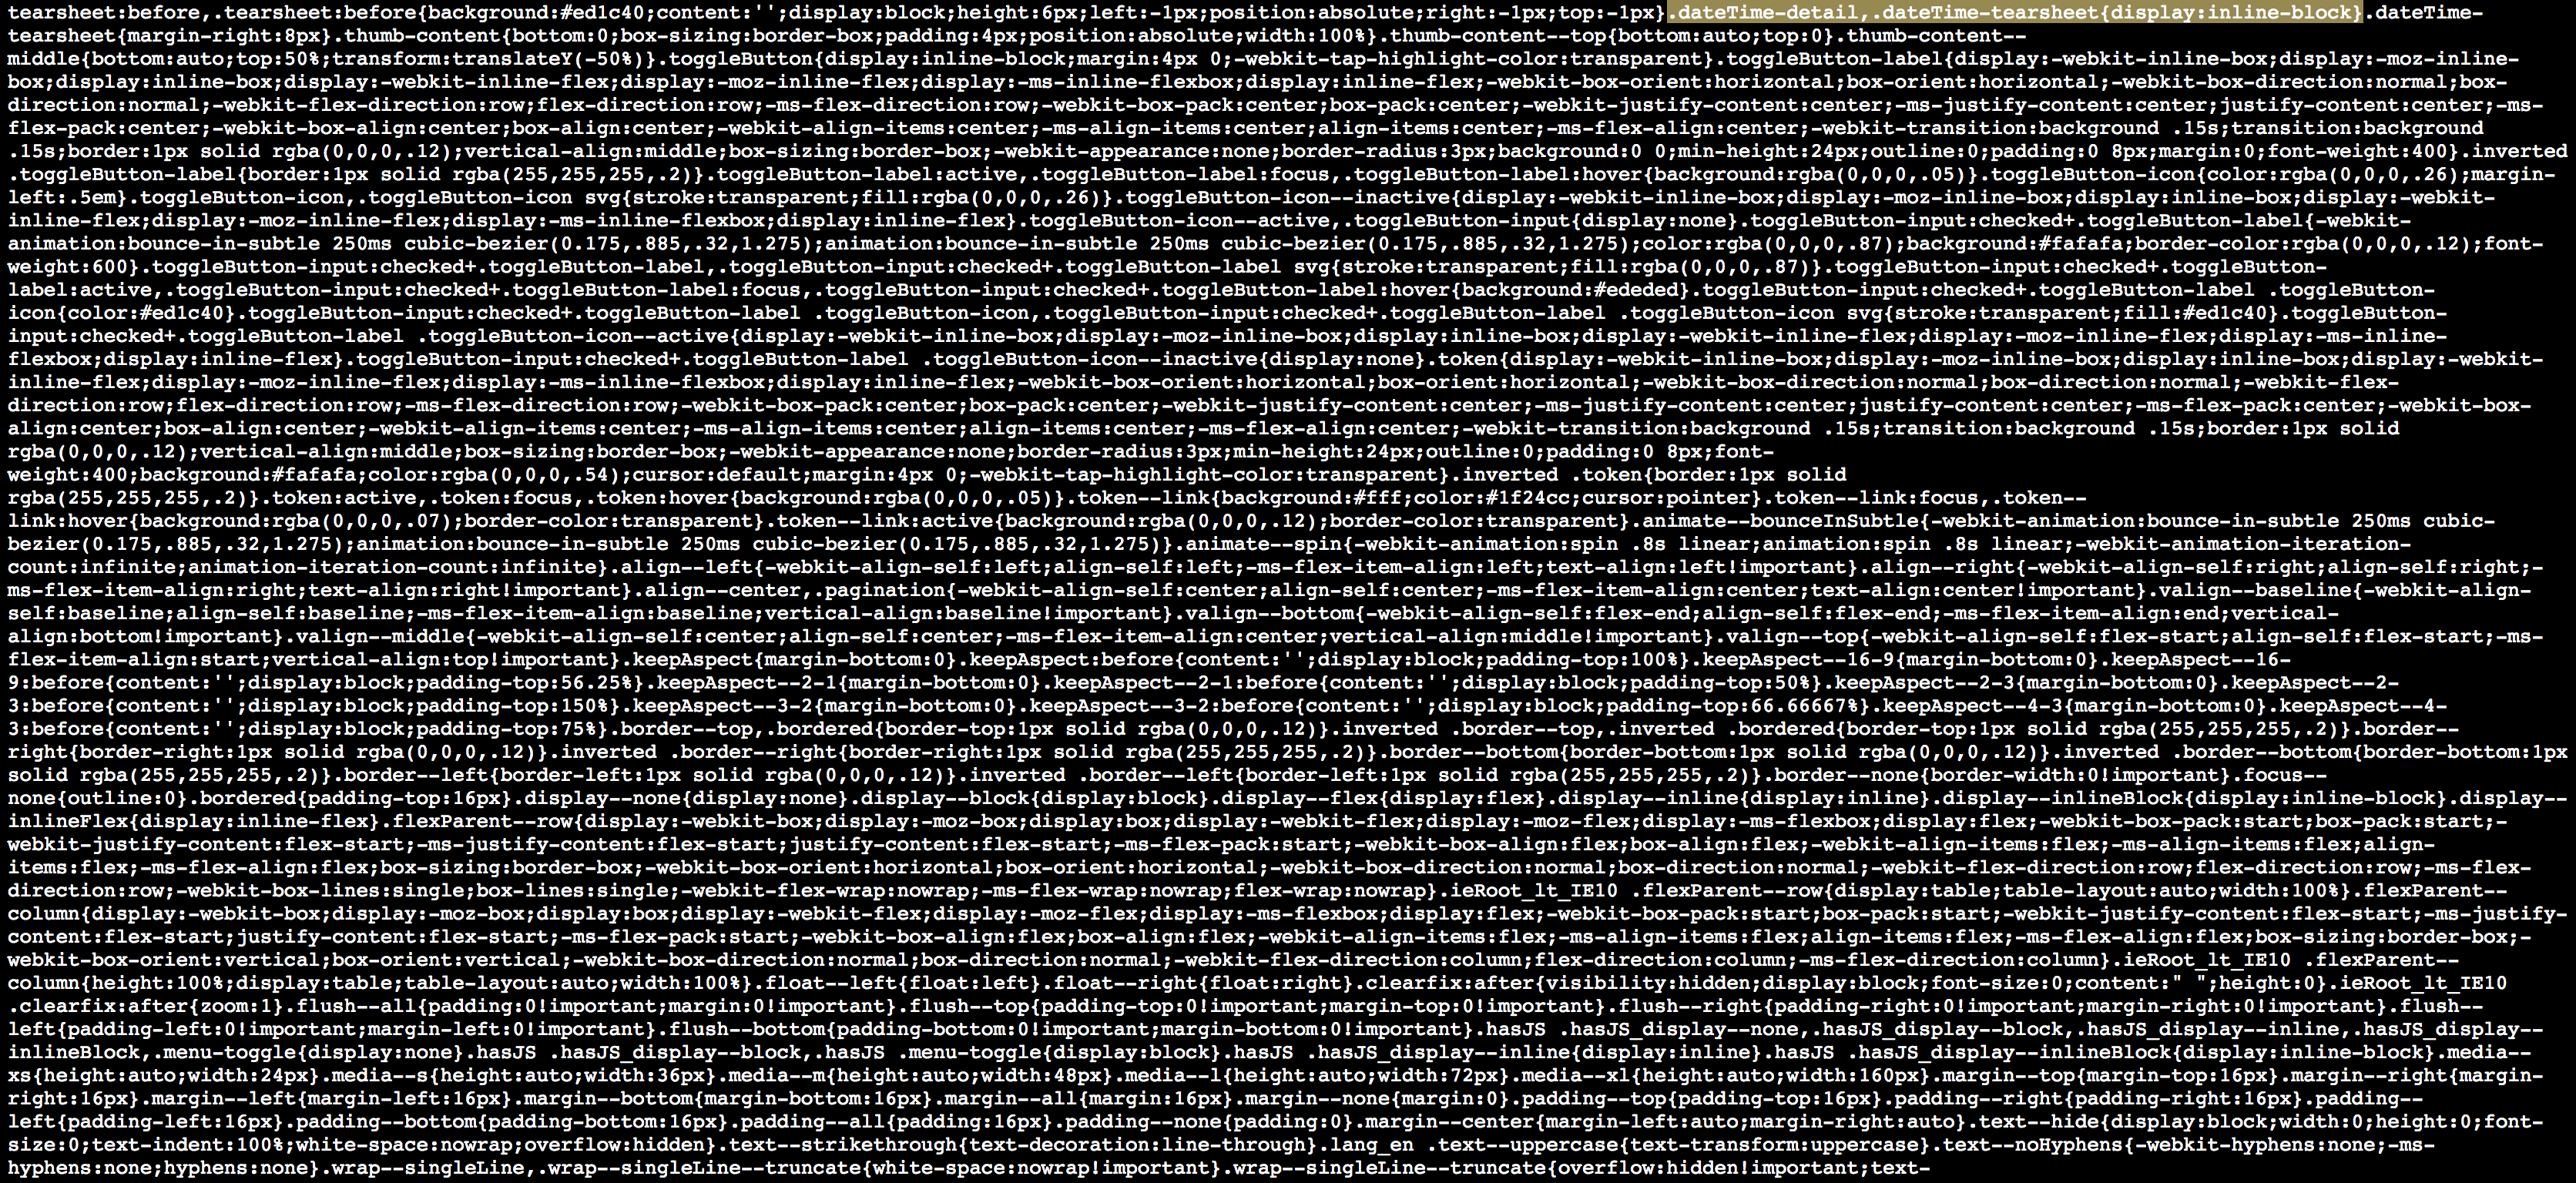 tearsheet:before,.tearsheet:before{background:#ed1c40;content:'';display:block;height:6px;left:-1px;position:absolute;right:-1px;top:-1px}.dateTime-detail,.dateTime-tearsheet{display:inline-block}.dateTime-
tearsheet{margin-right:8px}.thumb-content{bottom:0;box-sizing:border-box;padding:4px;position:absolute;width:100%}.thumb-content--top{bottom:auto;top:0}.thumb-content--
middle{bottom:auto;top:50%;transform:translateY(-50%)}.toggleButton{display:inline-block;margin:4px 0;-webkit-tap-highlight-color:transparent}.toggleButton-label{display:-webkit-inline-box;display:-moz-inline-
box;display:inline-box;display:-webkit-inline-flex;display:-moz-inline-flex;display:-ms-inline-flexbox;display:inline-flex;-webkit-box-orient:horizontal;box-orient:horizontal;-webkit-box-direction:normal;box-
direction:normal;-webkit-flex-direction:row;flex-direction:row;-ms-flex-direction:row;-webkit-box-pack:center;box-pack:center;-webkit-justify-content:center;-ms-justify-content:center;justify-content:center;-ms-
flex-pack:center;-webkit-box-align:center;box-align:center;-webkit-align-items:center;-ms-align-items:center;align-items:center;-ms-flex-align:center;-webkit-transition:background .15s;transition:background
.15s;border:1px solid rgba(0,0,0,.12);vertical-align:middle;box-sizing:border-box;-webkit-appearance:none;border-radius:3px;background:0 0;min-height:24px;outline:0;padding:0 8px;margin:0;font-weight:400}.inverted
.toggleButton-label{border:1px solid rgba(255,255,255,.2)}.toggleButton-label:active,.toggleButton-label:focus,.toggleButton-label:hover{background:rgba(0,0,0,.05)}.toggleButton-icon{color:rgba(0,0,0,.26);margin-
left:.5em}.toggleButton-icon,.toggleButton-icon svg{stroke:transparent;fill:rgba(0,0,0,.26)}.toggleButton-icon--inactive{display:-webkit-inline-box;display:-moz-inline-box;display:inline-box;display:-webkit-
inline-flex;display:-moz-inline-flex;display:-ms-inline-flexbox;display:inline-flex}.toggleButton-icon--active,.toggleButton-input{display:none}.toggleButton-input:checked+.toggleButton-label{-webkit-
animation:bounce-in-subtle 250ms cubic-bezier(0.175,.885,.32,1.275);animation:bounce-in-subtle 250ms cubic-bezier(0.175,.885,.32,1.275);color:rgba(0,0,0,.87);background:#fafafa;border-color:rgba(0,0,0,.12);font-
weight:600}.toggleButton-input:checked+.toggleButton-label,.toggleButton-input:checked+.toggleButton-label svg{stroke:transparent;fill:rgba(0,0,0,.87)}.toggleButton-input:checked+.toggleButton-
label:active,.toggleButton-input:checked+.toggleButton-label:focus,.toggleButton-input:checked+.toggleButton-label:hover{background:#ededed}.toggleButton-input:checked+.toggleButton-label .toggleButton-
icon{color:#ed1c40}.toggleButton-input:checked+.toggleButton-label .toggleButton-icon,.toggleButton-input:checked+.toggleButton-label .toggleButton-icon svg{stroke:transparent;fill:#ed1c40}.toggleButton-
input:checked+.toggleButton-label .toggleButton-icon--active{display:-webkit-inline-box;display:-moz-inline-box;display:inline-box;display:-webkit-inline-flex;display:-moz-inline-flex;display:-ms-inline-
flexbox;display:inline-flex}.toggleButton-input:checked+.toggleButton-label .toggleButton-icon--inactive{display:none}.token{display:-webkit-inline-box;display:-moz-inline-box;display:inline-box;display:-webkit-
inline-flex;display:-moz-inline-flex;display:-ms-inline-flexbox;display:inline-flex;-webkit-box-orient:horizontal;box-orient:horizontal;-webkit-box-direction:normal;box-direction:normal;-webkit-flex-
direction:row;flex-direction:row;-ms-flex-direction:row;-webkit-box-pack:center;box-pack:center;-webkit-justify-content:center;-ms-justify-content:center;justify-content:center;-ms-flex-pack:center;-webkit-box-
align:center;box-align:center;-webkit-align-items:center;-ms-align-items:center;align-items:center;-ms-flex-align:center;-webkit-transition:background .15s;transition:background .15s;border:1px solid
rgba(0,0,0,.12);vertical-align:middle;box-sizing:border-box;-webkit-appearance:none;border-radius:3px;min-height:24px;outline:0;padding:0 8px;font-
weight:400;background:#fafafa;color:rgba(0,0,0,.54);cursor:default;margin:4px 0;-webkit-tap-highlight-color:transparent}.inverted .token{border:1px solid
rgba(255,255,255,.2)}.token:active,.token:focus,.token:hover{background:rgba(0,0,0,.05)}.token--link{background:#fff;color:#1f24cc;cursor:pointer}.token--link:focus,.token--
link:hover{background:rgba(0,0,0,.07);border-color:transparent}.token--link:active{background:rgba(0,0,0,.12);border-color:transparent}.animate--bounceInSubtle{-webkit-animation:bounce-in-subtle 250ms cubic-
bezier(0.175,.885,.32,1.275);animation:bounce-in-subtle 250ms cubic-bezier(0.175,.885,.32,1.275)}.animate--spin{-webkit-animation:spin .8s linear;animation:spin .8s linear;-webkit-animation-iteration-
count:infinite;animation-iteration-count:infinite}.align--left{-webkit-align-self:left;align-self:left;-ms-flex-item-align:left;text-align:left!important}.align--right{-webkit-align-self:right;align-self:right;-
ms-flex-item-align:right;text-align:right!important}.align--center,.pagination{-webkit-align-self:center;align-self:center;-ms-flex-item-align:center;text-align:center!important}.valign--baseline{-webkit-align-
self:baseline;align-self:baseline;-ms-flex-item-align:baseline;vertical-align:baseline!important}.valign--bottom{-webkit-align-self:flex-end;align-self:flex-end;-ms-flex-item-align:end;vertical-
align:bottom!important}.valign--middle{-webkit-align-self:center;align-self:center;-ms-flex-item-align:center;vertical-align:middle!important}.valign--top{-webkit-align-self:flex-start;align-self:flex-start;-ms-
flex-item-align:start;vertical-align:top!important}.keepAspect{margin-bottom:0}.keepAspect:before{content:'';display:block;padding-top:100%}.keepAspect--16-9{margin-bottom:0}.keepAspect--16-
9:before{content:'';display:block;padding-top:56.25%}.keepAspect--2-1{margin-bottom:0}.keepAspect--2-1:before{content:'';display:block;padding-top:50%}.keepAspect--2-3{margin-bottom:0}.keepAspect--2-
3:before{content:'';display:block;padding-top:150%}.keepAspect--3-2{margin-bottom:0}.keepAspect--3-2:before{content:'';display:block;padding-top:66.66667%}.keepAspect--4-3{margin-bottom:0}.keepAspect--4-
3:before{content:'';display:block;padding-top:75%}.border--top,.bordered{border-top:1px solid rgba(0,0,0,.12)}.inverted .border--top,.inverted .bordered{border-top:1px solid rgba(255,255,255,.2)}.border--
right{border-right:1px solid rgba(0,0,0,.12)}.inverted .border--right{border-right:1px solid rgba(255,255,255,.2)}.border--bottom{border-bottom:1px solid rgba(0,0,0,.12)}.inverted .border--bottom{border-bottom:1px
solid rgba(255,255,255,.2)}.border--left{border-left:1px solid rgba(0,0,0,.12)}.inverted .border--left{border-left:1px solid rgba(255,255,255,.2)}.border--none{border-width:0!important}.focus--
none{outline:0}.bordered{padding-top:16px}.display--none{display:none}.display--block{display:block}.display--flex{display:flex}.display--inline{display:inline}.display--inlineBlock{display:inline-block}.display--
inlineFlex{display:inline-flex}.flexParent--row{display:-webkit-box;display:-moz-box;display:box;display:-webkit-flex;display:-moz-flex;display:-ms-flexbox;display:flex;-webkit-box-pack:start;box-pack:start;-
webkit-justify-content:flex-start;-ms-justify-content:flex-start;justify-content:flex-start;-ms-flex-pack:start;-webkit-box-align:flex;box-align:flex;-webkit-align-items:flex;-ms-align-items:flex;align-
items:flex;-ms-flex-align:flex;box-sizing:border-box;-webkit-box-orient:horizontal;box-orient:horizontal;-webkit-box-direction:normal;box-direction:normal;-webkit-flex-direction:row;flex-direction:row;-ms-flex-
direction:row;-webkit-box-lines:single;box-lines:single;-webkit-flex-wrap:nowrap;-ms-flex-wrap:nowrap;flex-wrap:nowrap}.ieRoot_lt_IE10 .flexParent--row{display:table;table-layout:auto;width:100%}.flexParent--
column{display:-webkit-box;display:-moz-box;display:box;display:-webkit-flex;display:-moz-flex;display:-ms-flexbox;display:flex;-webkit-box-pack:start;box-pack:start;-webkit-justify-content:flex-start;-ms-justify-
content:flex-start;justify-content:flex-start;-ms-flex-pack:start;-webkit-box-align:flex;box-align:flex;-webkit-align-items:flex;-ms-align-items:flex;align-items:flex;-ms-flex-align:flex;box-sizing:border-box;-
webkit-box-orient:vertical;box-orient:vertical;-webkit-box-direction:normal;box-direction:normal;-webkit-flex-direction:column;flex-direction:column;-ms-flex-direction:column}.ieRoot_lt_IE10 .flexParent--
column{height:100%;display:table;table-layout:auto;width:100%}.float--left{float:left}.float--right{float:right}.clearfix:after{visibility:hidden;display:block;font-size:0;content:" ";height:0}.ieRoot_lt_IE10
.clearfix:after{zoom:1}.flush--all{padding:0!important;margin:0!important}.flush--top{padding-top:0!important;margin-top:0!important}.flush--right{padding-right:0!important;margin-right:0!important}.flush--
left{padding-left:0!important;margin-left:0!important}.flush--bottom{padding-bottom:0!important;margin-bottom:0!important}.hasJS .hasJS_display--none,.hasJS_display--block,.hasJS_display--inline,.hasJS_display--
inlineBlock,.menu-toggle{display:none}.hasJS .hasJS_display--block,.hasJS .menu-toggle{display:block}.hasJS .hasJS_display--inline{display:inline}.hasJS .hasJS_display--inlineBlock{display:inline-block}.media--
xs{height:auto;width:24px}.media--s{height:auto;width:36px}.media--m{height:auto;width:48px}.media--l{height:auto;width:72px}.media--xl{height:auto;width:160px}.margin--top{margin-top:16px}.margin--right{margin-
right:16px}.margin--left{margin-left:16px}.margin--bottom{margin-bottom:16px}.margin--all{margin:16px}.margin--none{margin:0}.padding--top{padding-top:16px}.padding--right{padding-right:16px}.padding--
left{padding-left:16px}.padding--bottom{padding-bottom:16px}.padding--all{padding:16px}.padding--none{padding:0}.margin--center{margin-left:auto;margin-right:auto}.text--hide{display:block;width:0;height:0;font-
size:0;text-indent:100%;white-space:nowrap;overflow:hidden}.text--strikethrough{text-decoration:line-through}.lang_en .text--uppercase{text-transform:uppercase}.text--noHyphens{-webkit-hyphens:none;-ms-
hyphens:none;hyphens:none}.wrap--singleLine,.wrap--singleLine--truncate{white-space:nowrap!important}.wrap--singleLine--truncate{overflow:hidden!important;text-